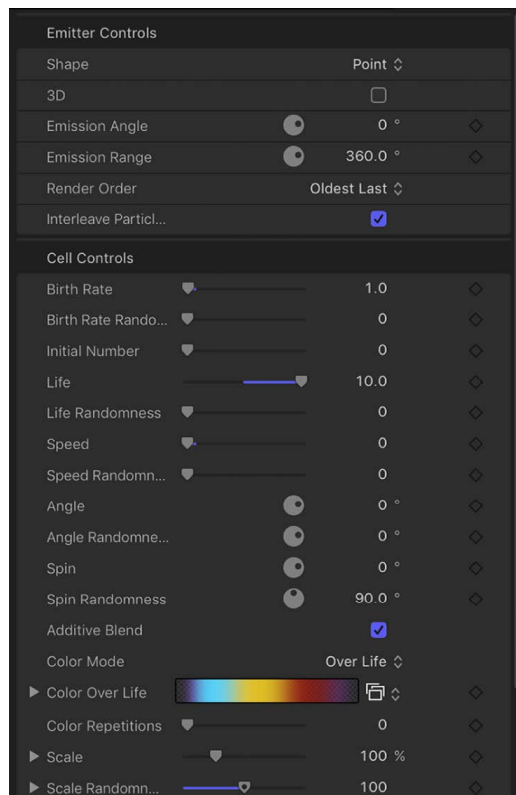 Emitter Controls
Shape Point
3D
Emission Angle 0 °
Emission Range 360.0 °
Render Order Oldest Last
Interleave Particl...
Cell Controls
Birth Rate 1.0
Birth Rate Rando... 0
Initial Number 0
Life 10.0
Life Randomness 0
Speed 0
Speed Randomn... 0
Angle 0 °
Angle Randomne... 0 °
Spin 0 °
Spin Randomness 90.0 °
Additive Blend
Color Mode Over Life
Color Over Life
Color Repetitions 0
Scale 100 %
Scale Randomn... 100